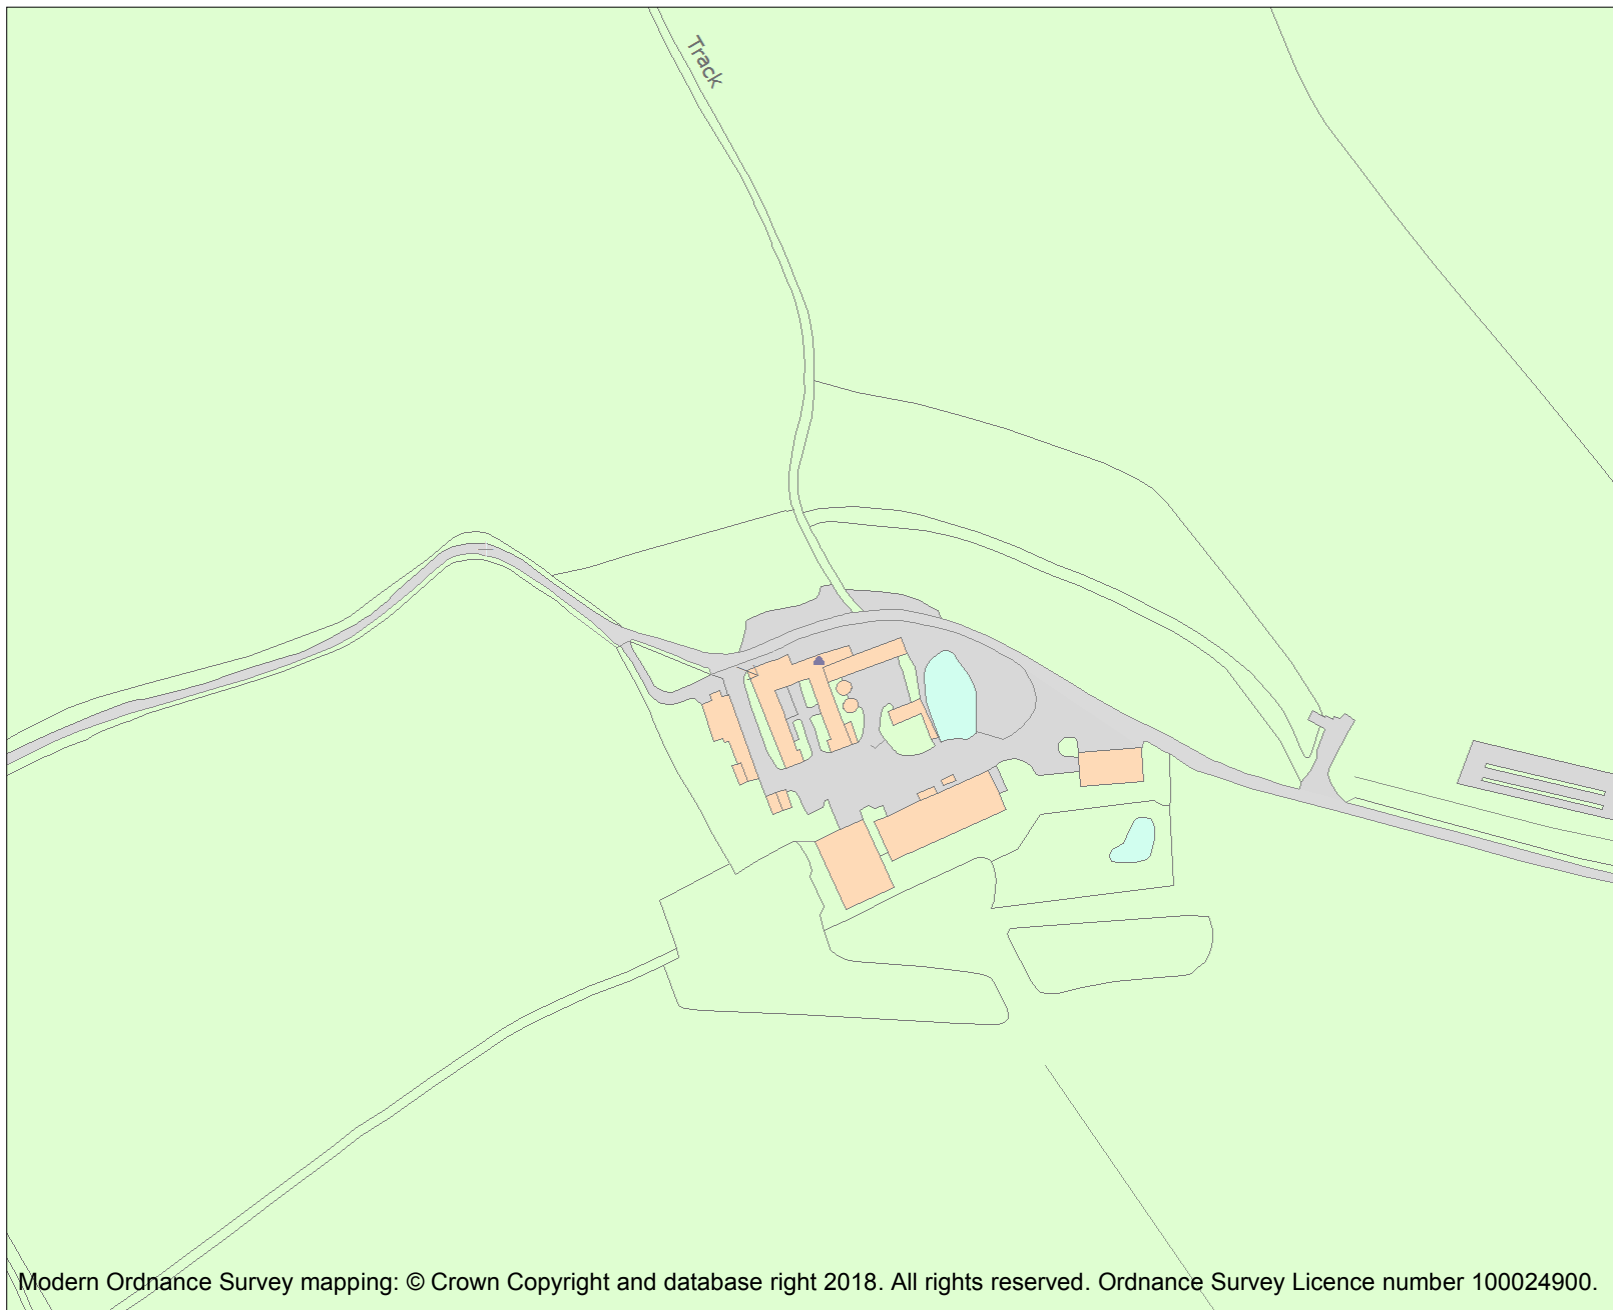 Track
Modern Ordnance Survey mapping: © Crown Copyright and database right 2018. All rights reserved. Ordnance Survey Licence number 100024900.